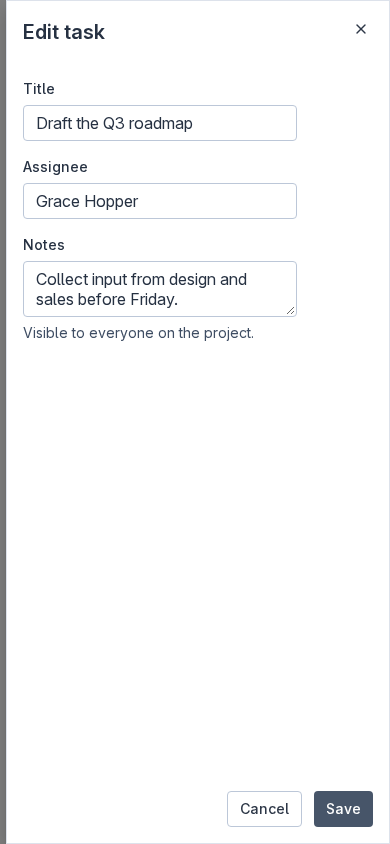 Edit task
Title
Draft the Q3 roadmap
Assignee
Grace Hopper
Notes
Collect input from design and
sales before Friday.
Visible to everyone on the project.
Cancel
Save